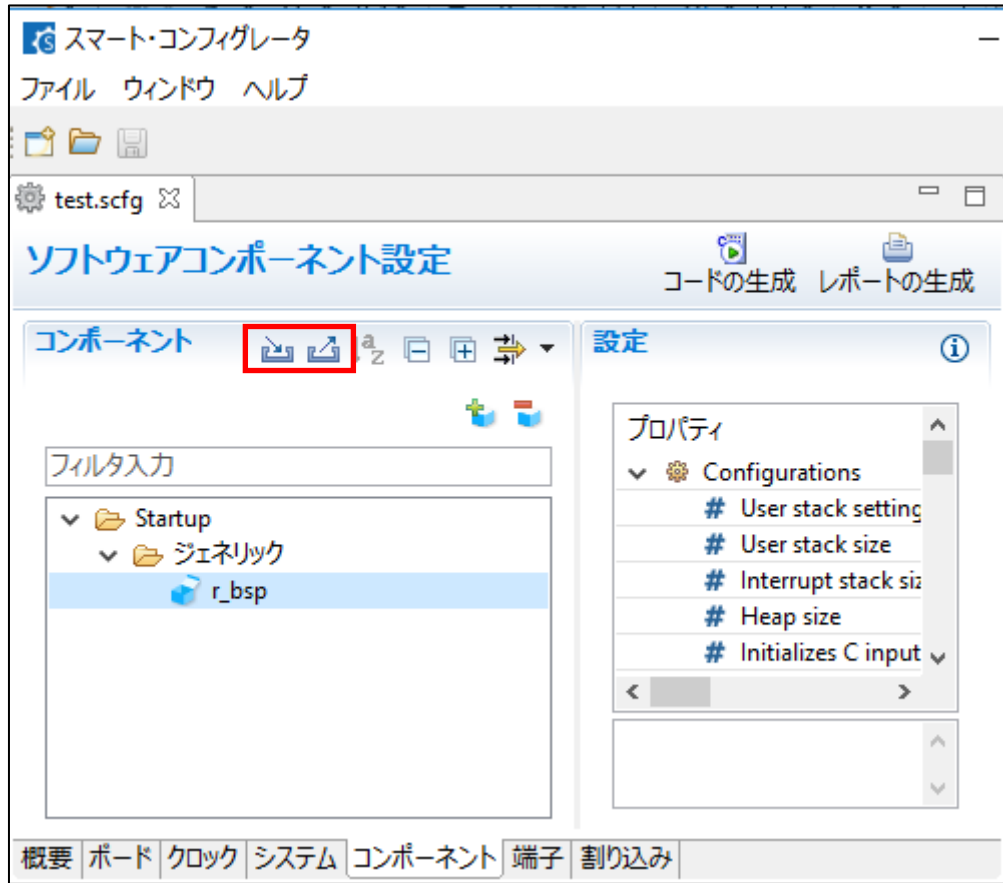 スマート・コンフィグレータ
ファイル ウィンドウ ヘルプ
test.scfg
ソフトウェアコンポーネント設定
コードの生成 レポートの生成
コンポーネント
設定
フィルタ入力
Startup
ジェネリック
r_bsp
プロパティ
Configurations
# User stack setting
# User stack size
# Interrupt stack siz
# Heap size
# Initializes C input
概要 ボード クロック システム コンポーネント 端子 割り込み